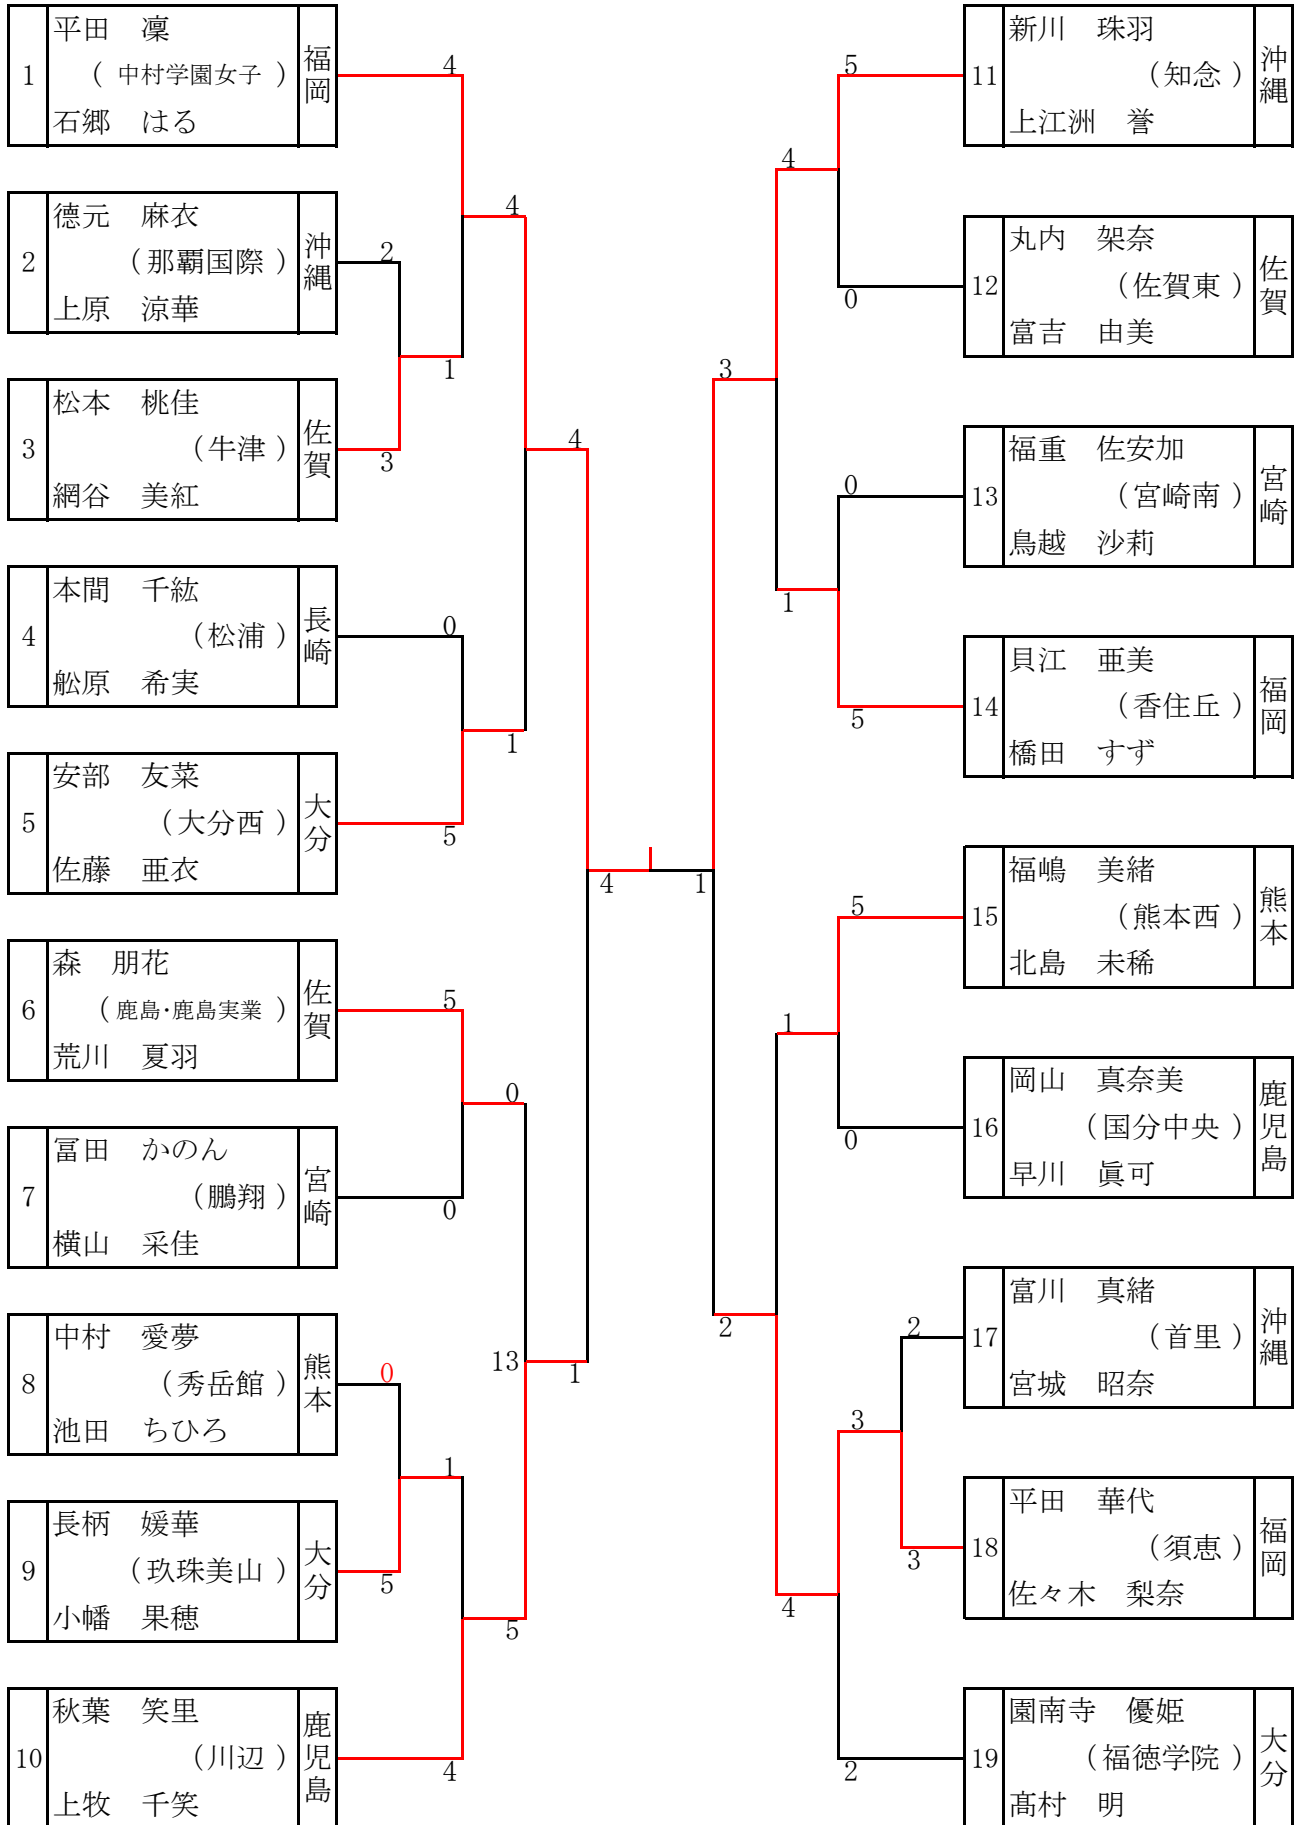 1
平田　凜
( 中村学園女子 )
石郷　はる
福岡
4
2
德元　麻衣
(那覇国際 )
上原　涼華
沖縄
2
4
1
3
松本　桃佳
(牛津 )
網谷　美紅
佐賀
3
4
4
本間　千紘
(松浦 )
舩原　希実
長崎
0
1
5
安部　友菜
(大分西 )
佐藤　亜衣
大分
5
4
6
森　朋花
( 鹿島・鹿島実業 )
荒川　夏羽
佐賀
5
0
7
冨田　かのん
(鵬翔 )
横山　采佳
宮崎
0
8
中村　愛夢
(秀岳館 )
池田　ちひろ
熊本
0
13
1
1
9
長柄　媛華
(玖珠美山 )
小幡　果穂
大分
5
5
10
秋葉　笑里
(川辺 )
上牧　千笑
鹿児島
4
11
新川　珠羽
(知念 )
上江洲　誉
沖縄
5
4
12
丸内　架奈
(佐賀東 )
富吉　由美
佐賀
0
3
13
福重　佐安加
(宮崎南 )
鳥越　沙莉
宮崎
0
1
14
貝江　亜美
(香住丘 )
橋田　すず
福岡
5
1
15
福嶋　美緒
(熊本西 )
北島　未稀
熊本
5
1
16
岡山　真奈美
(国分中央 )
早川　眞可
鹿児島
0
17
富川　真緒
(首里 )
宮城　昭奈
沖縄
2
2
3
18
平田　華代
(須恵 )
佐々木　梨奈
福岡
3
4
19
園南寺　優姫
(福徳学院 )
髙村　明
大分
2